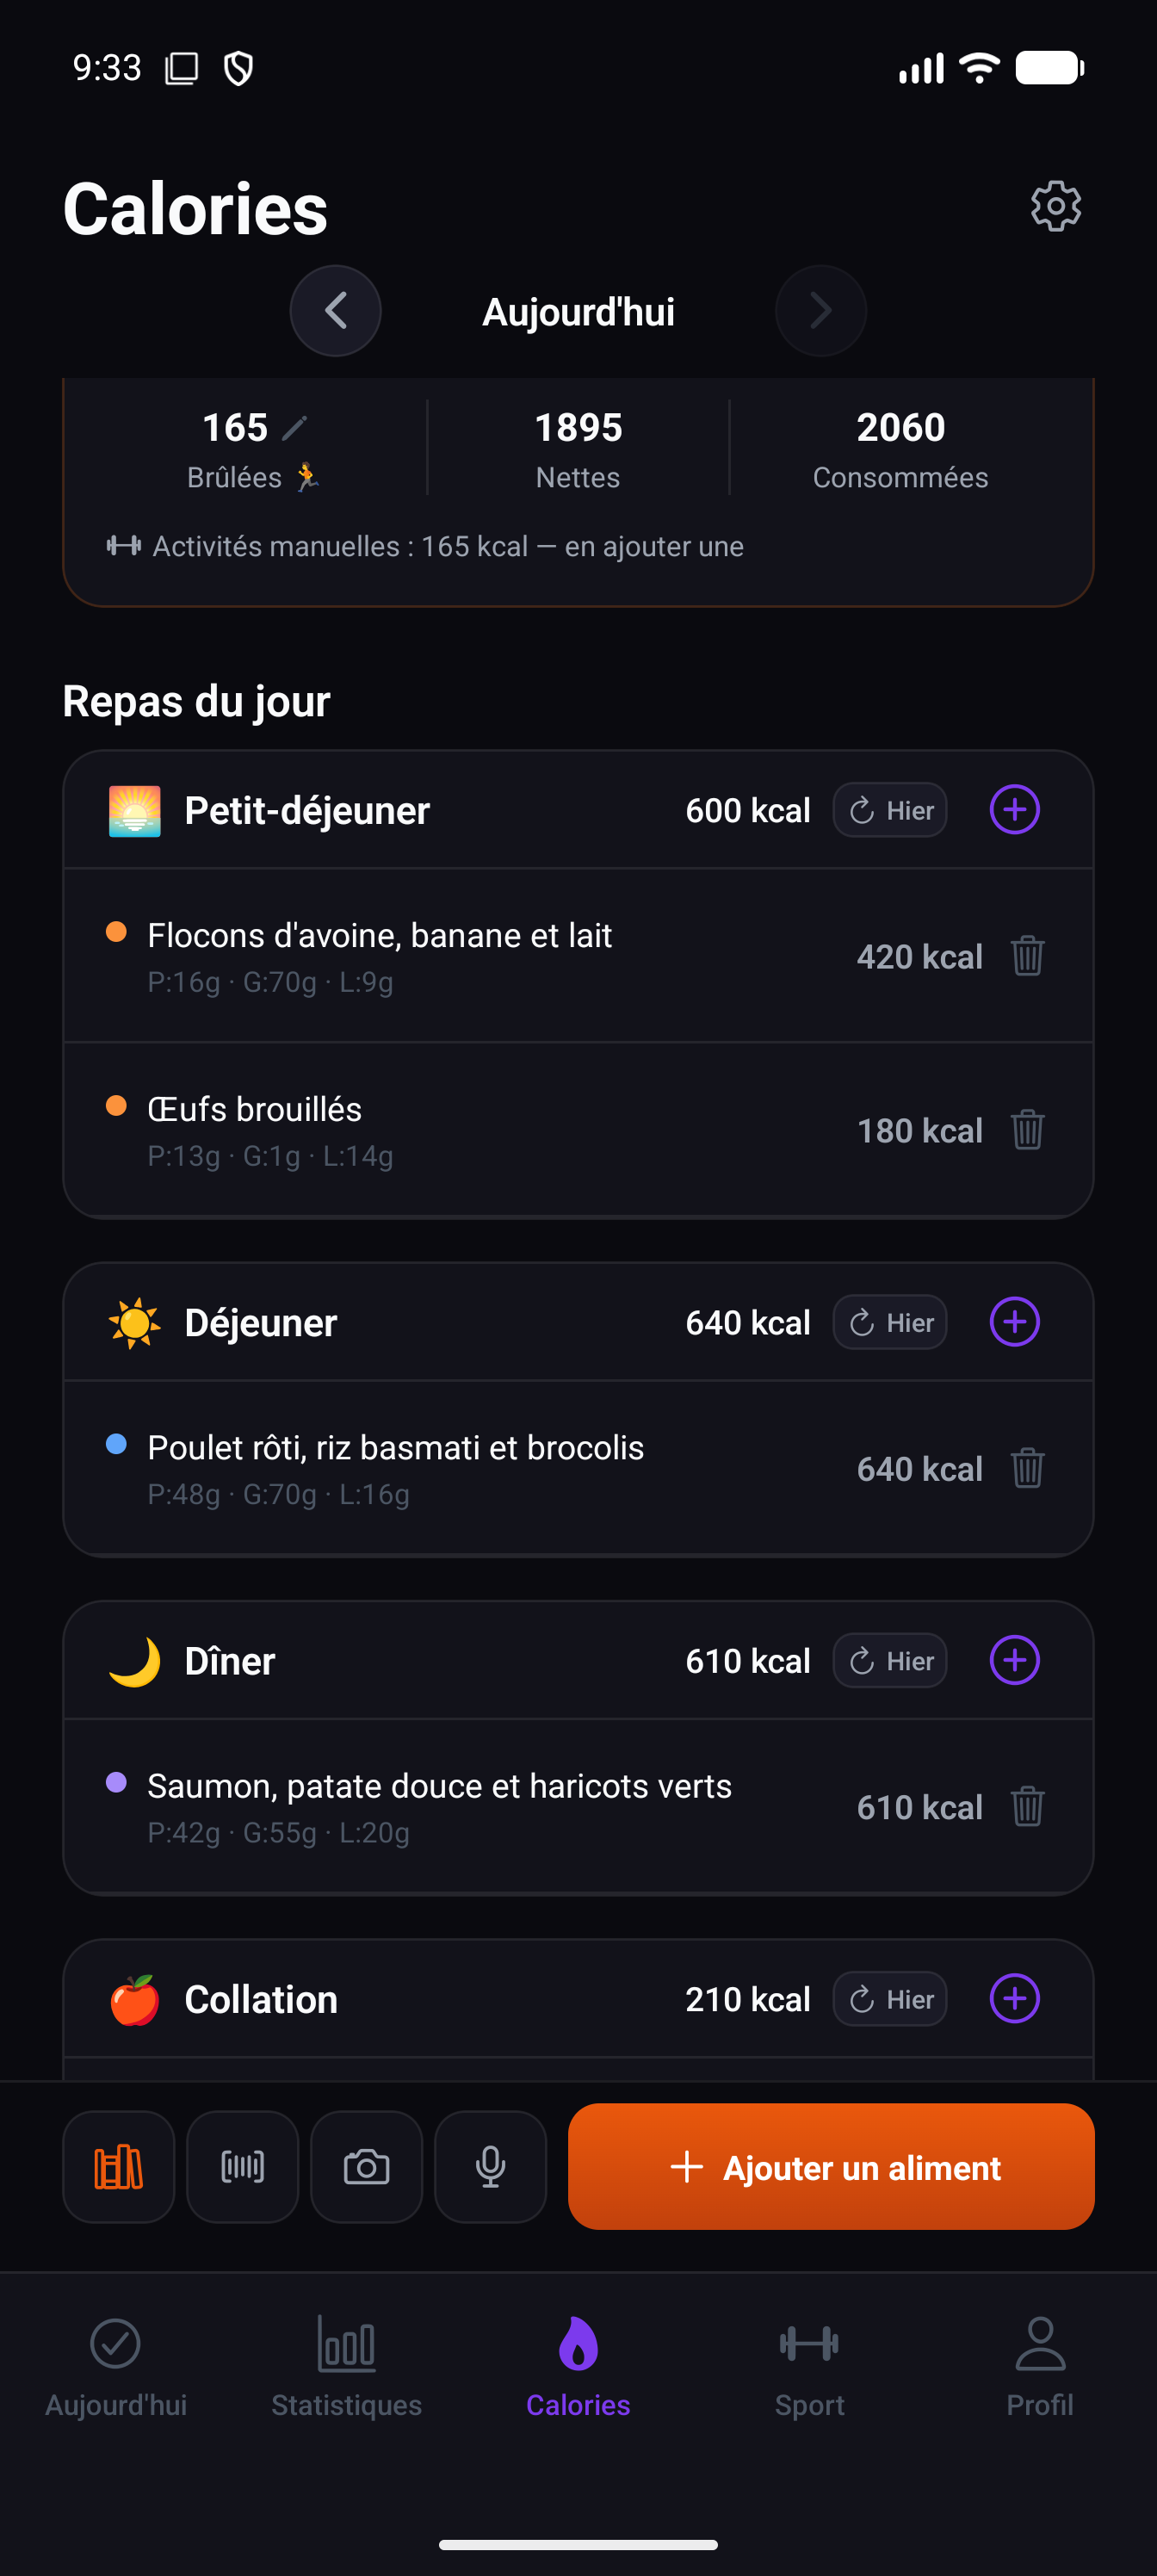 9:33
Calories
Aujourd'hui
165 1895 2060
Brûlées Nettes Consommées
Activités manuelles : 165 kcal — en ajouter une
Repas du jour
Petit-déjeuner 600 kcal Hier
Flocons d'avoine, banane et lait 420 kcal
P:16g · G:70g · L:9g
Œufs brouillés 180 kcal
P:13g · G:1g · L:14g
Déjeuner 640 kcal Hier
Poulet rôti, riz basmati et brocolis 640 kcal
P:48g · G:70g · L:16g
Dîner 610 kcal Hier
Saumon, patate douce et haricots verts 610 kcal
P:42g · G:55g · L:20g
Collation 210 kcal Hier
Ajouter un aliment
Aujourd'hui Statistiques Calories Sport Profil